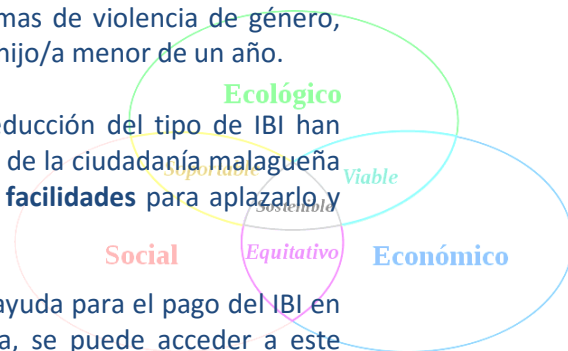 mas de violencia de género,
hijo/a menor de un año.
Ecológico
educción del tipo de IBI han
de la ciudadanía malagueña
Soportable
Viable
facilidades para aplazarlo y
Sostenible
Social
Equitativo
Económico
ayuda para el pago del IBI en
a, se puede acceder a este